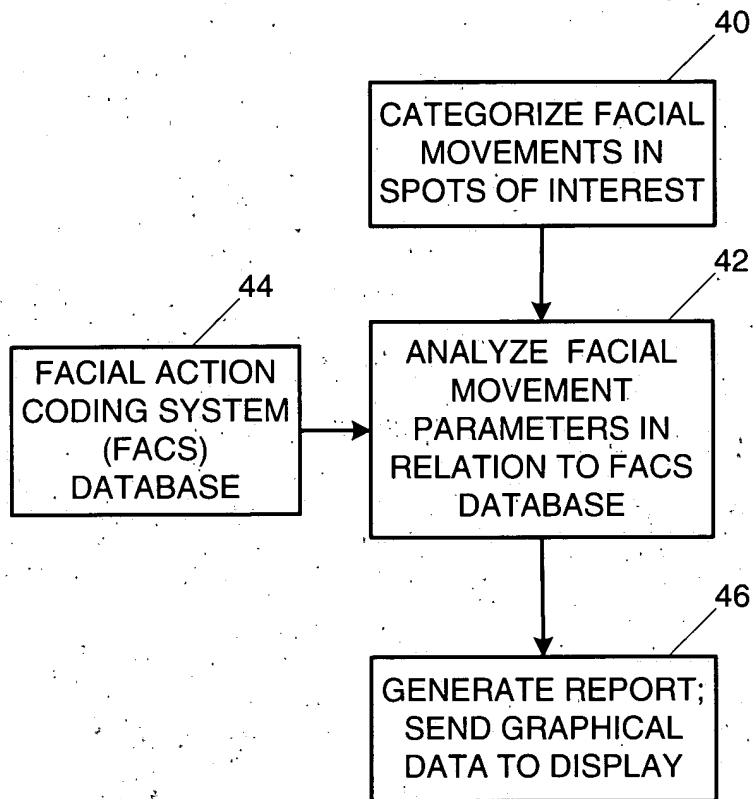 40
CATEGORIZE FACIAL
MOVEMENTS IN
SPOTS OF INTEREST
42
44
FACIAL ACTION
CODING SYSTEM
(FACS)
DATABASE
ANALYZE FACIAL
MOVEMENT
PARAMETERS IN
RELATION TO FACS
DATABASE
46
GENERATE REPORT;
SEND GRAPHICAL
DATA TO DISPLAY